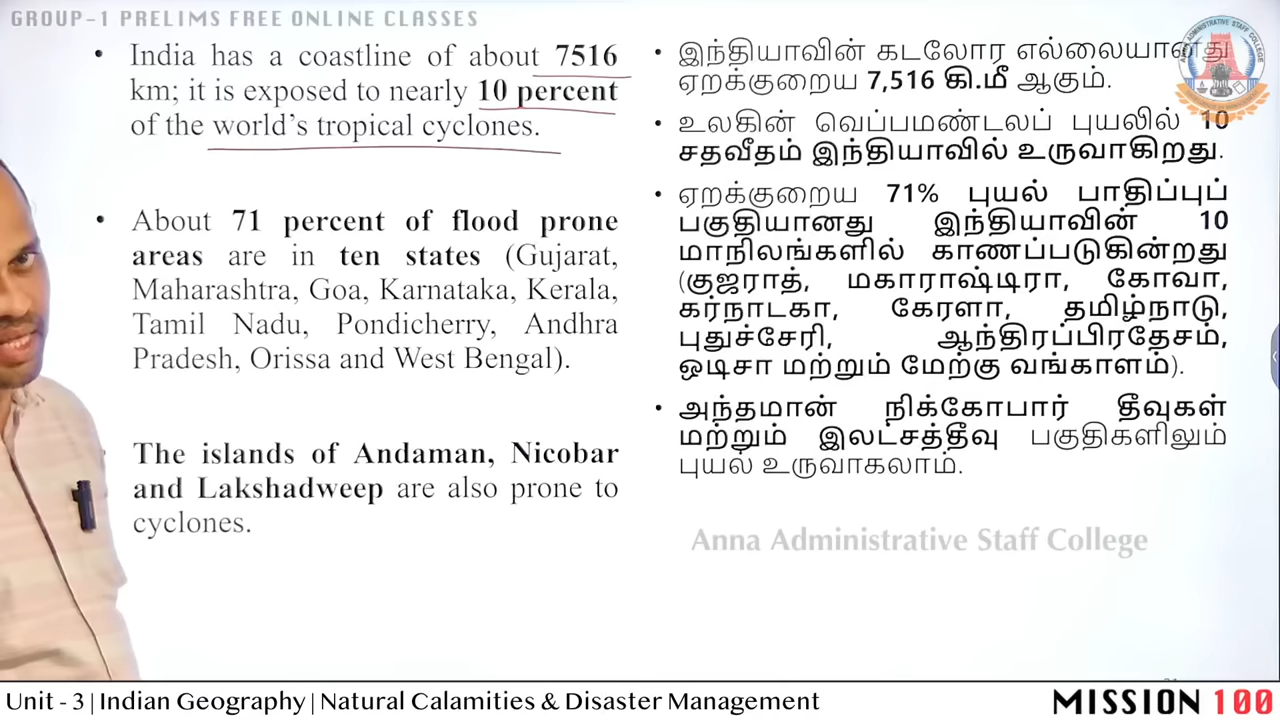 GROUP-1 PRELIMS FREE ONLINE CLASSES
• India has a coastline of about 7516
km; it is exposed to nearly 10 percent
of the world's tropical cyclones.
• About 71 percent of flood prone
areas are in ten states (Gujarat,
Maharashtra, Goa, Karnataka, Kerala,
Tamil Nadu, Pondicherry, Andhra
Pradesh, Orissa and West Bengal).
The islands of Andaman, Nicobar
and Lakshadweep are also prone to
cyclones.
• இந்தியாவின் கடலோர எல்லையானது
ஏறக்குறைய 7,516 கி.மீ ஆகும்.
• உலகின் வெப்பமண்டலப் புயலில் 10
சதவீதம் இந்தியாவில் உருவாகிறது.
• ஏறக்குறைய 71% புயல் பாதிப்புப்
பகுதியானது இந்தியாவின் 10
மாநிலங்களில் காணப்படுகின்றது
(குஜராத், மகாராஷ்டிரா, கோவா,
கர்நாடகா, கேரளா, தமிழ்நாடு,
புதுச்சேரி, ஆந்திரப்பிரதேசம்,
ஒடிசா மற்றும் மேற்கு வங்காளம்).
• அந்தமான் நிக்கோபார் தீவுகள்
மற்றும் இலட்சத்தீவு பகுதிகளிலும்
புயல் உருவாகலாம்.
Anna Administrative Staff College
Unit - 3 | Indian Geography | Natural Calamities & Disaster Management
MISSION 100